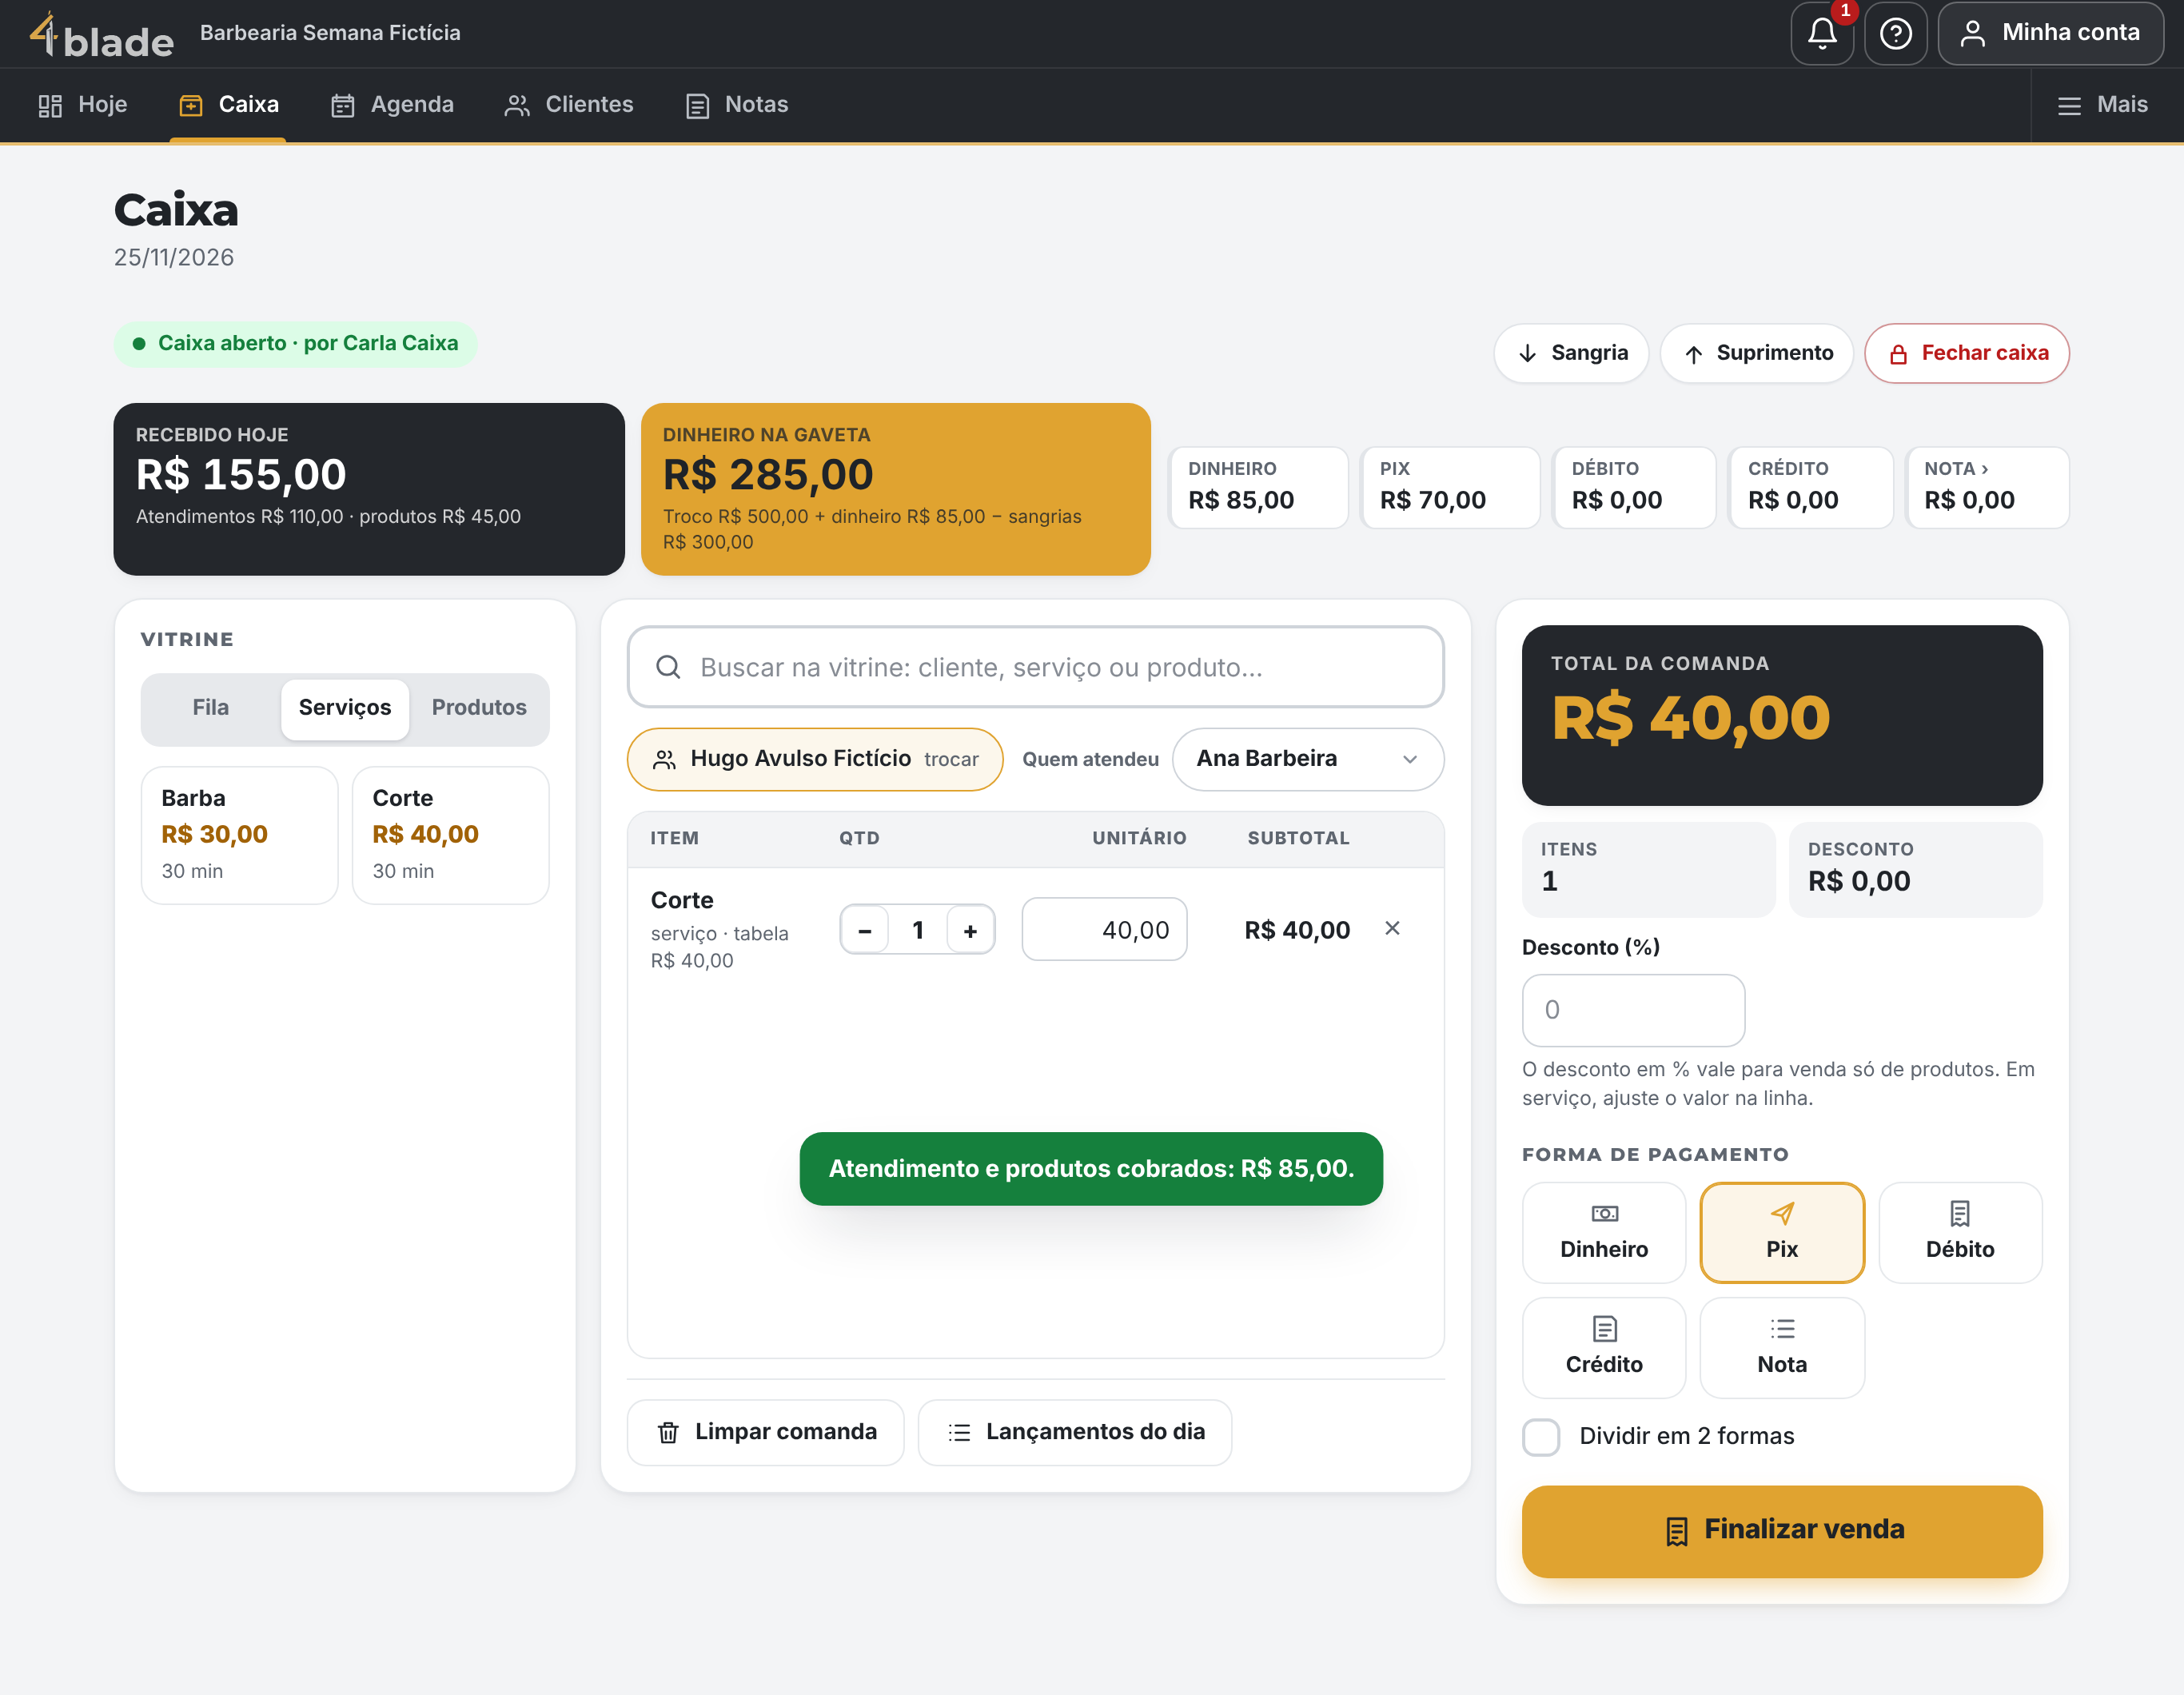 4blade
Barbearia Semana Fictícia
1
Minha conta
Hoje
Caixa
Agenda
Clientes
Notas
Mais
Caixa
25/11/2026
Caixa aberto · por Carla Caixa
Sangria
Suprimento
Fechar caixa
RECEBIDO HOJE
R$ 155,00
Atendimentos R$ 110,00 · produtos R$ 45,00
DINHEIRO NA GAVETA
R$ 285,00
Troco R$ 500,00 + dinheiro R$ 85,00 − sangrias
R$ 300,00
DINHEIRO
R$ 85,00
PIX
R$ 70,00
DÉBITO
R$ 0,00
CRÉDITO
R$ 0,00
NOTA ›
R$ 0,00
VITRINE
Fila
Serviços
Produtos
Barba
R$ 30,00
30 min
Corte
R$ 40,00
30 min
Buscar na vitrine: cliente, serviço ou produto...
Hugo Avulso Fictício trocar
Quem atendeu
Ana Barbeira
ITEM QTD UNITÁRIO SUBTOTAL
Corte
serviço · tabela
R$ 40,00
− 1 +
40,00
R$ 40,00
×
Atendimento e produtos cobrados: R$ 85,00.
Limpar comanda
Lançamentos do dia
TOTAL DA COMANDA
R$ 40,00
ITENS
1
DESCONTO
R$ 0,00
Desconto (%)
0
O desconto em % vale para venda só de produtos. Em
serviço, ajuste o valor na linha.
FORMA DE PAGAMENTO
Dinheiro
Pix
Débito
Crédito
Nota
Dividir em 2 formas
Finalizar venda